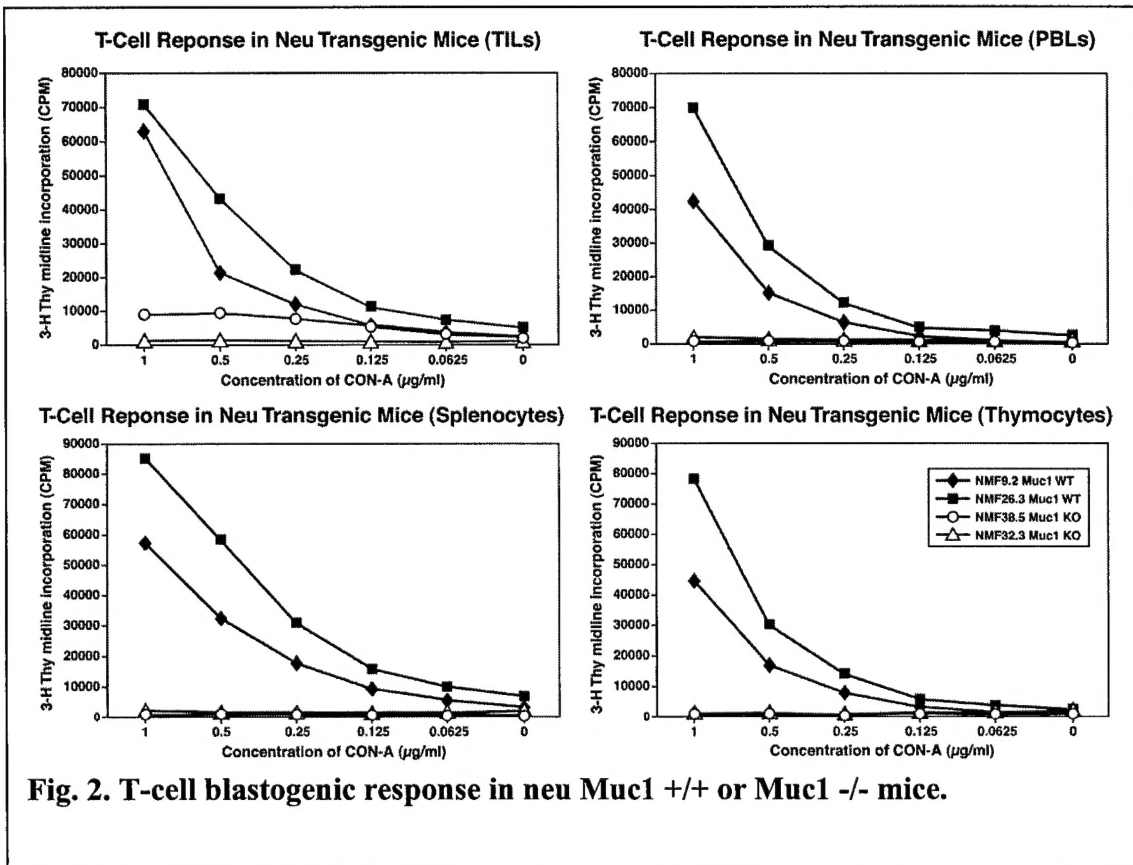 T-Cell Reponse in Neu Transgenic Mice (TILs)
80000
70000
60000
50000
40000
30000
20000
10000
0
3-H Thy midline incorporation (CPM)
1 0.5 0.25 0.125 0.0625 0
Concentration of CON-A (µg/ml)
T-Cell Reponse in Neu Transgenic Mice (PBLs)
80000
70000
60000
50000
40000
30000
20000
10000
0
3-H Thy midline incorporation (CPM)
1 0.5 0.25 0.125 0.0625 0
Concentration of CON-A (µg/ml)
T-Cell Reponse in Neu Transgenic Mice (Splenocytes)
90000
80000
70000
60000
50000
40000
30000
20000
10000
0
3-H Thy midline incorporation (CPM)
1 0.5 0.25 0.125 0.0625 0
Concentration of CON-A (µg/ml)
T-Cell Reponse in Neu Transgenic Mice (Thymocytes)
90000
80000
70000
60000
50000
40000
30000
20000
10000
0
3-H Thy midline incorporation (CPM)
NMF9.2 Muc1 WT
NMF26.3 Muc1 WT
NMF38.5 Muc1 KO
NMF32.3 Muc1 KO
1 0.5 0.25 0.125 0.0625 0
Concentration of CON-A (µg/ml)
Fig. 2. T-cell blastogenic response in neu Muc1 +/+ or Muc1 -/- mice.